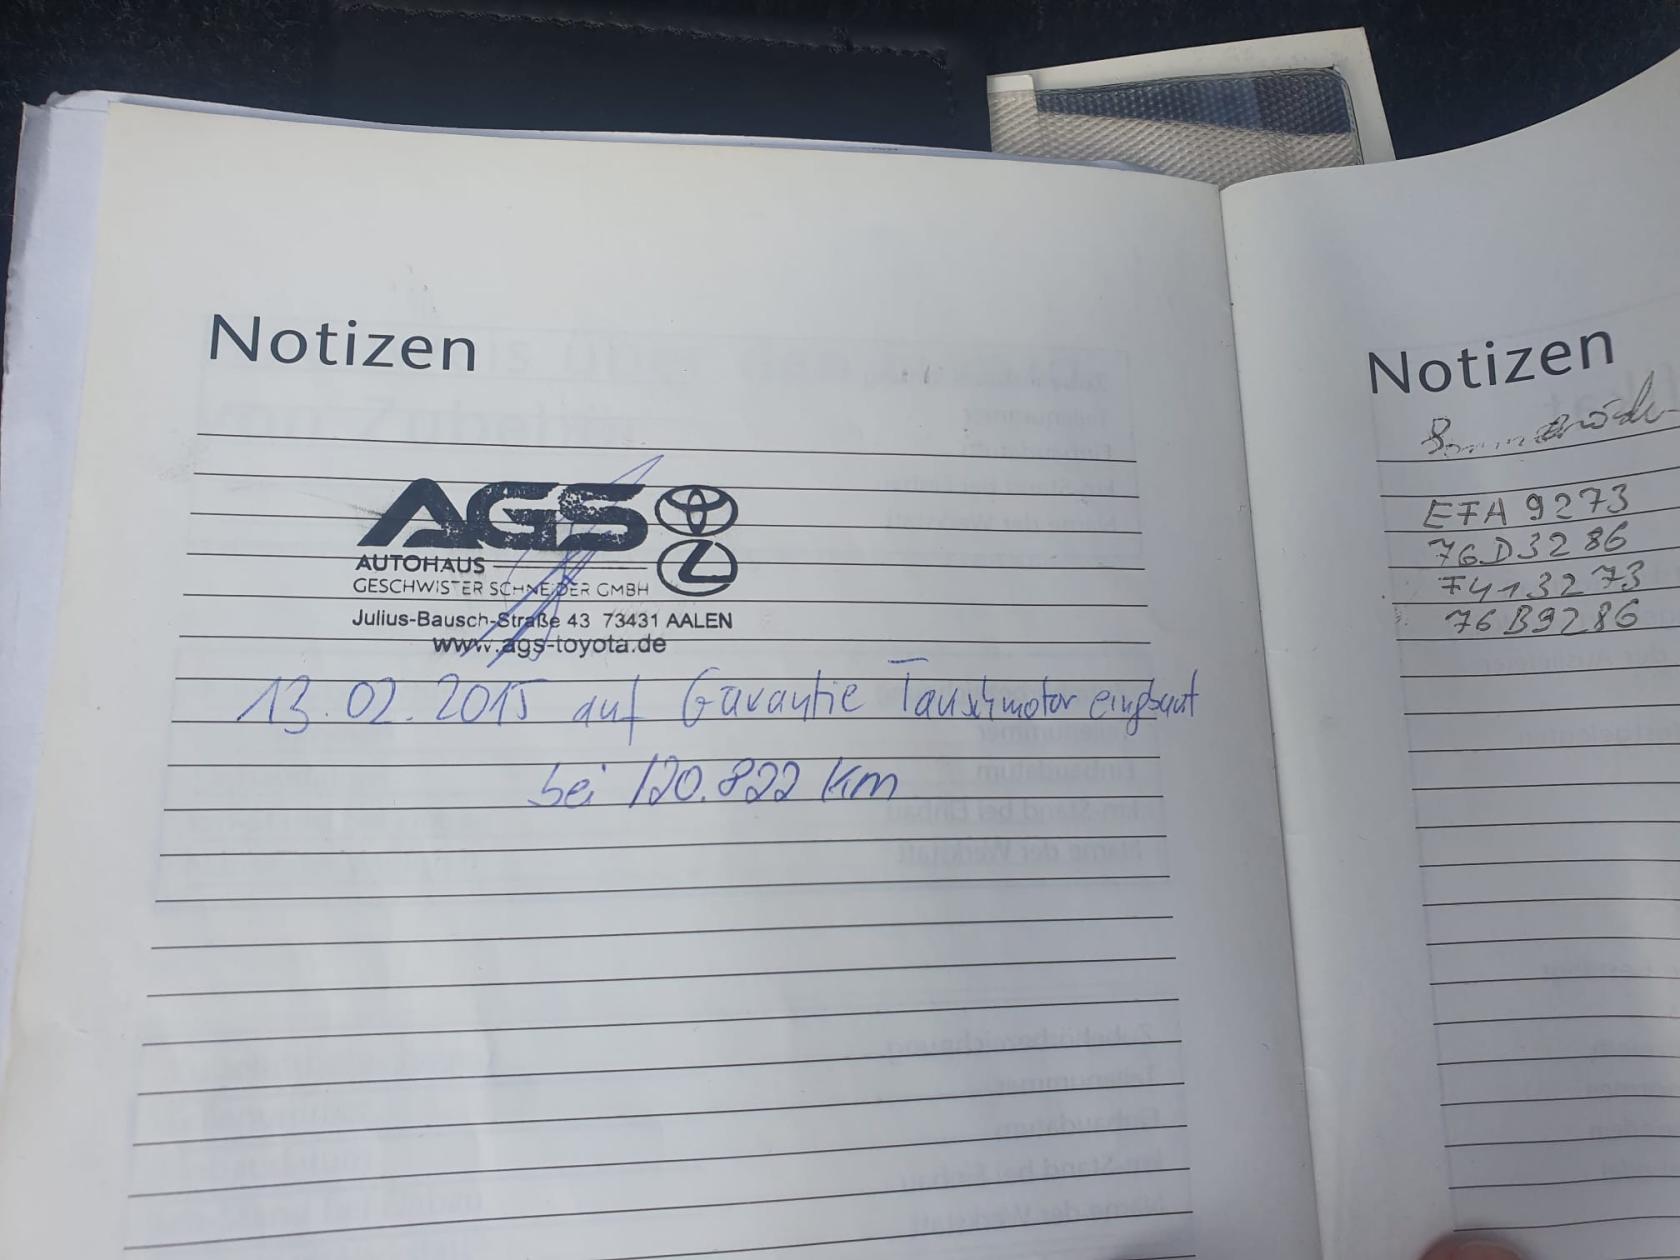 Notizen
AGS
AUTOHAUS
GESCHWISTER SCHNEIDER GMBH
Julius-Bausch-Straße 43 73431 AALEN
www.ags-toyota.de
13.02.2015 auf Garantie Tauschmotor eingbaut
bei 120.822 km
Notizen
EFA 9273
76D3286
F413273
76B9286